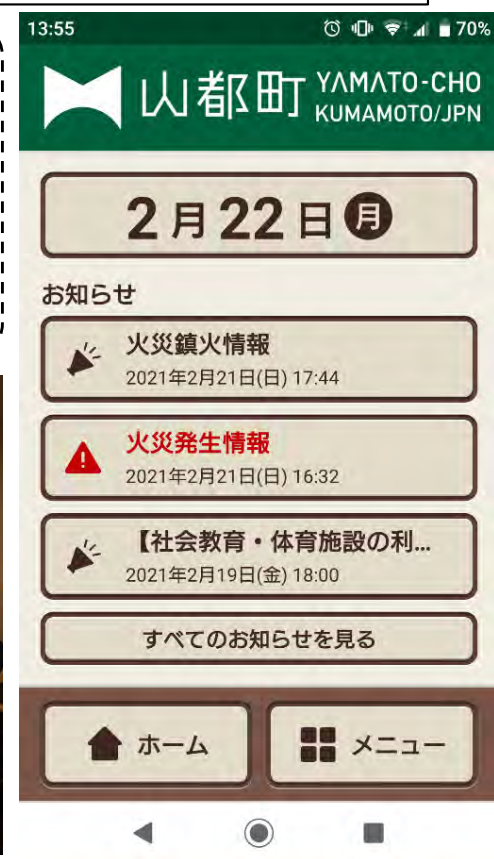 13:55
70%
山都町 YAMATO-CHO
KUMAMOTO/JPN
2月22日 月
お知らせ
火災鎮火情報
2021年2月21日(日) 17:44
火災発生情報
2021年2月21日(日) 16:32
【社会教育・体育施設の利...
2021年2月19日(金) 18:00
すべてのお知らせを見る
ホーム
メニュー